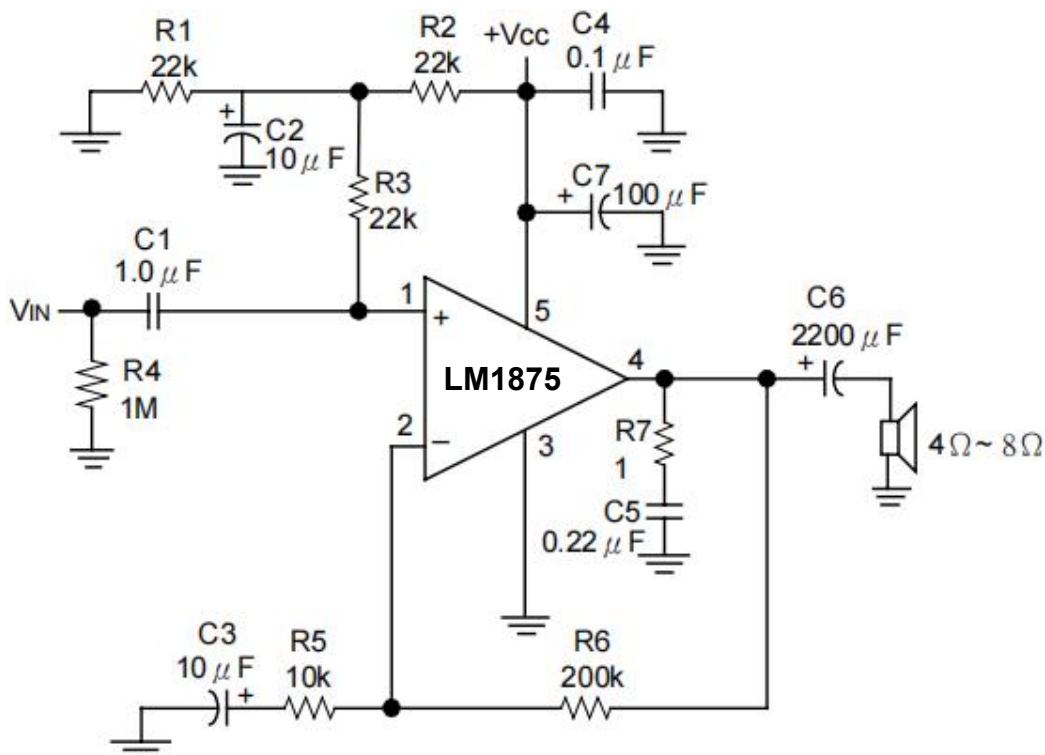 R1
22k
R2
22k
+Vcc
C4
0.1 μF
+
C2
10 μF
R3
22k
+
C7
100 μF
C1
1.0 μF
VIN
R4
1M
1
+
5
LM1875
4
2
−
3
R7
1
C5
0.22 μF
C6
2200 μF
+
4Ω~ 8Ω
C3
10 μF
+
R5
10k
R6
200k